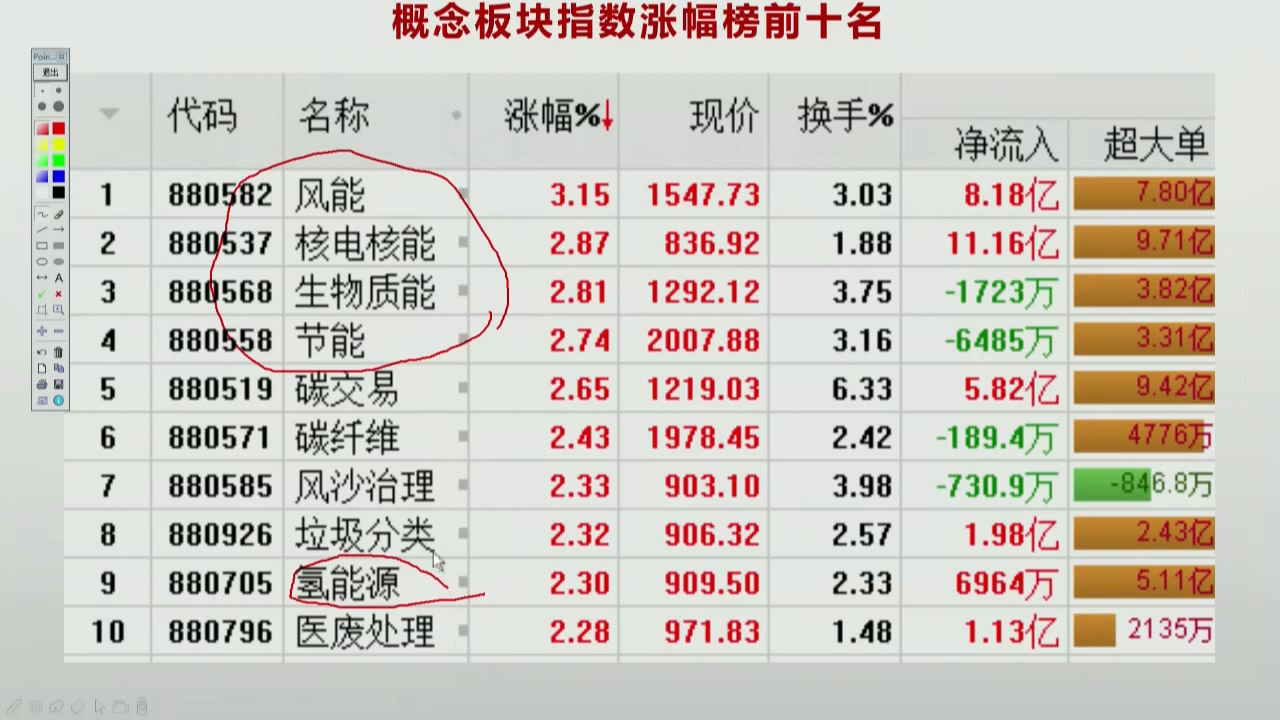 概念板块指数涨幅榜前十名
Poin...
退出
代码 名称 涨幅%↓ 现价 换手% 净流入 超大单
1 880582 风能 3.15 1547.73 3.03 8.18亿 7.80亿
2 880537 核电核能 2.87 836.92 1.88 11.16亿 9.71亿
3 880568 生物质能 2.81 1292.12 3.75 -1723万 3.82亿
4 880558 节能 2.74 2007.88 3.16 -6485万 3.31亿
5 880519 碳交易 2.65 1219.03 6.33 5.82亿 9.42亿
6 880571 碳纤维 2.43 1978.45 2.42 -189.4万 4776万
7 880585 风沙治理 2.33 903.10 3.98 -730.9万 -846.8万
8 880926 垃圾分类 2.32 906.32 2.57 1.98亿 2.43亿
9 880705 氢能源 2.30 909.50 2.33 6964万 5.11亿
10 880796 医废处理 2.28 971.83 1.48 1.13亿 2135万